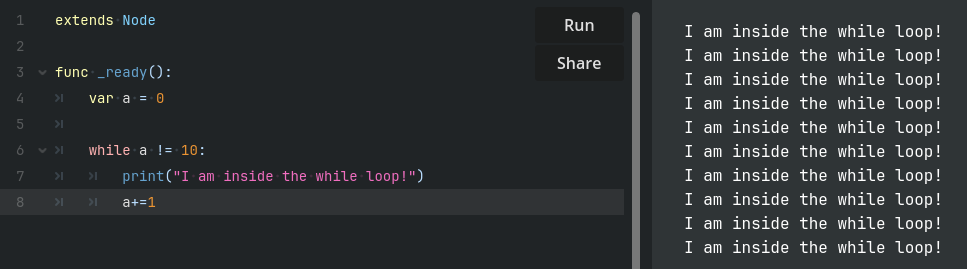 1 extends Node
2
3 func _ready():
4 var a = 0
5
6 while a != 10:
7 print("I am inside the while loop!")
8 a+=1
Run
Share
I am inside the while loop!
I am inside the while loop!
I am inside the while loop!
I am inside the while loop!
I am inside the while loop!
I am inside the while loop!
I am inside the while loop!
I am inside the while loop!
I am inside the while loop!
I am inside the while loop!